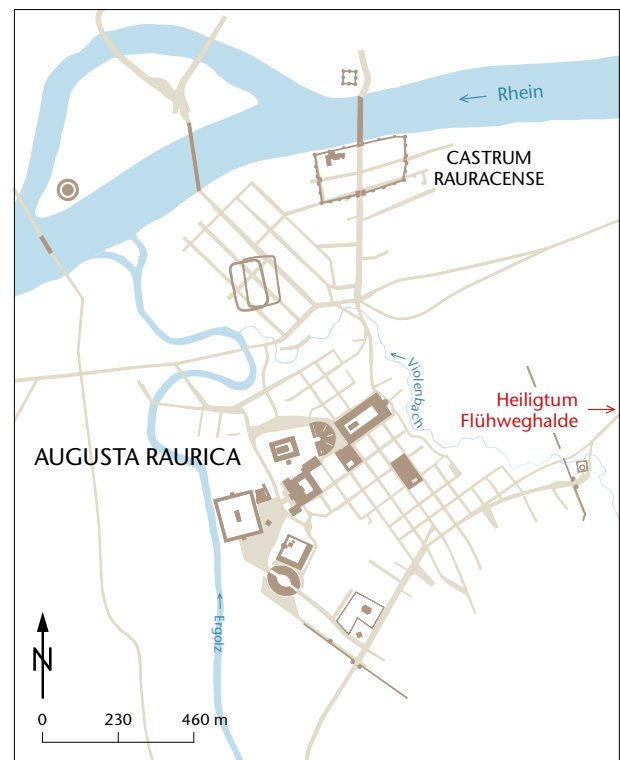 Rhein
CASTRUM
RAURACENSE
Violenbach
Heiligtum
Flühweghalde
AUGUSTA RAURICA
Ergolz
N
0 230 460 m